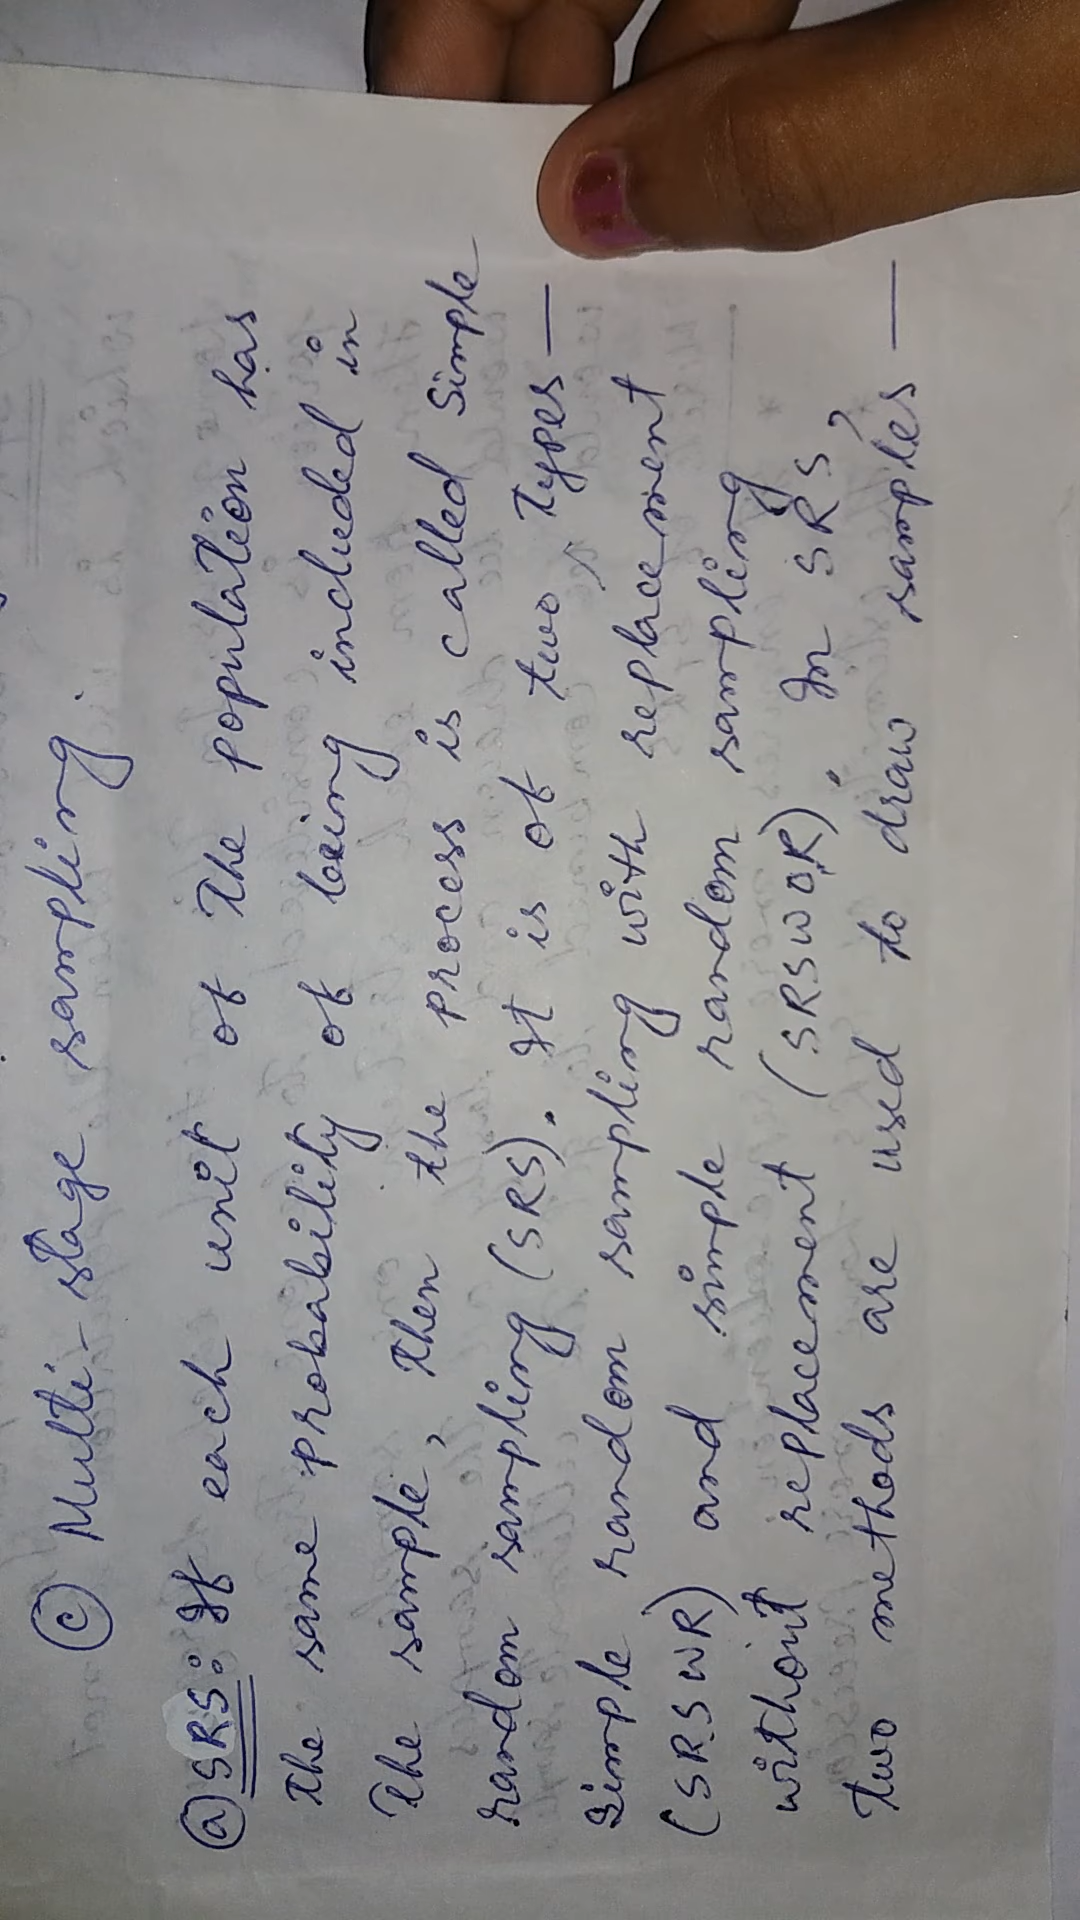 (c) Multi-stage sampling.
(a) SRS: If each unit of the population has
the same probability of being included in
the sample, then the process is called simple
random sampling (SRS). It is of two types —
simple random sampling with replacement
(SRSWR) and simple random sampling
without replacement (SRSWOR). In SRS,
two methods are used to draw samples —